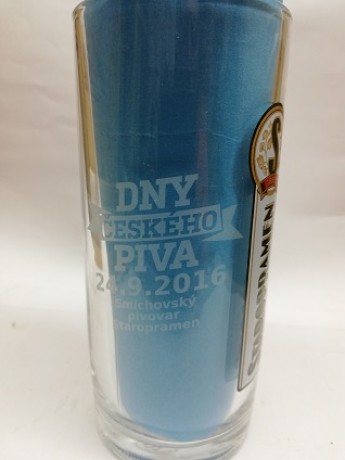 DNY
ČESKÉHO
PIVA
24.9.2016
Smíchovský
pivovar
Staropramen
STAROPRAMEN